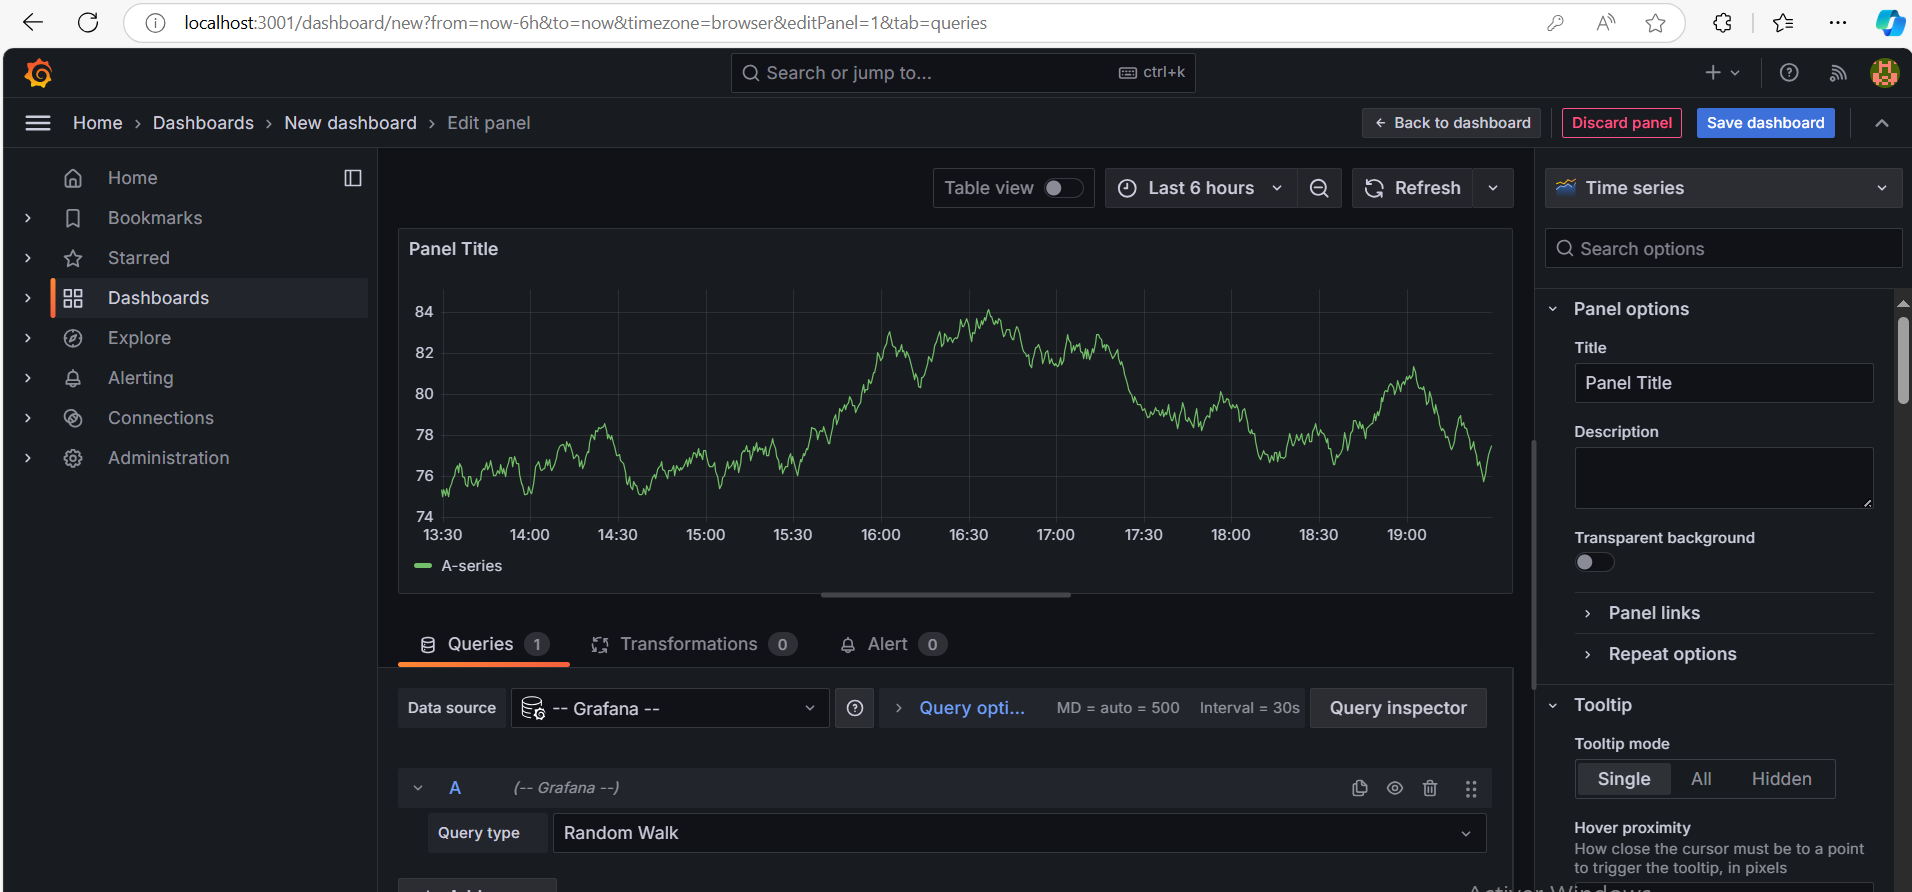 localhost:3001/dashboard/new?from=now-6h&to=now&timezone=browser&editPanel=1&tab=queries
Search or jump to... ctrl+k
Home › Dashboards › New dashboard › Edit panel
← Back to dashboard
Discard panel
Save dashboard
Home
Bookmarks
Starred
Dashboards
Explore
Alerting
Connections
Administration
Table view
Last 6 hours
Refresh
Panel Title
84
82
80
78
76
74
13:30 14:00 14:30 15:00 15:30 16:00 16:30 17:00 17:30 18:00 18:30 19:00
A-series
Queries 1
Transformations 0
Alert 0
Data source
-- Grafana --
Query opti... MD = auto = 500 Interval = 30s
Query inspector
A (-- Grafana --)
Query type
Random Walk
Time series
Search options
Panel options
Title
Panel Title
Description
Transparent background
Panel links
Repeat options
Tooltip
Tooltip mode
Single All Hidden
Hover proximity
How close the cursor must be to a point
to trigger the tooltip, in pixels